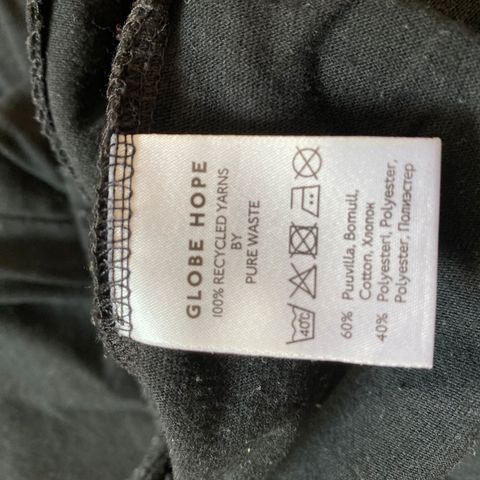 GLOBE HOPE
100% RECYCLED YARNS
BY
PURE WASTE
40°C
60% Puuvilla, Bomull,
Cotton, Хлопок
40% Polyesteri, Polyester,
Polyester, Полиэстер